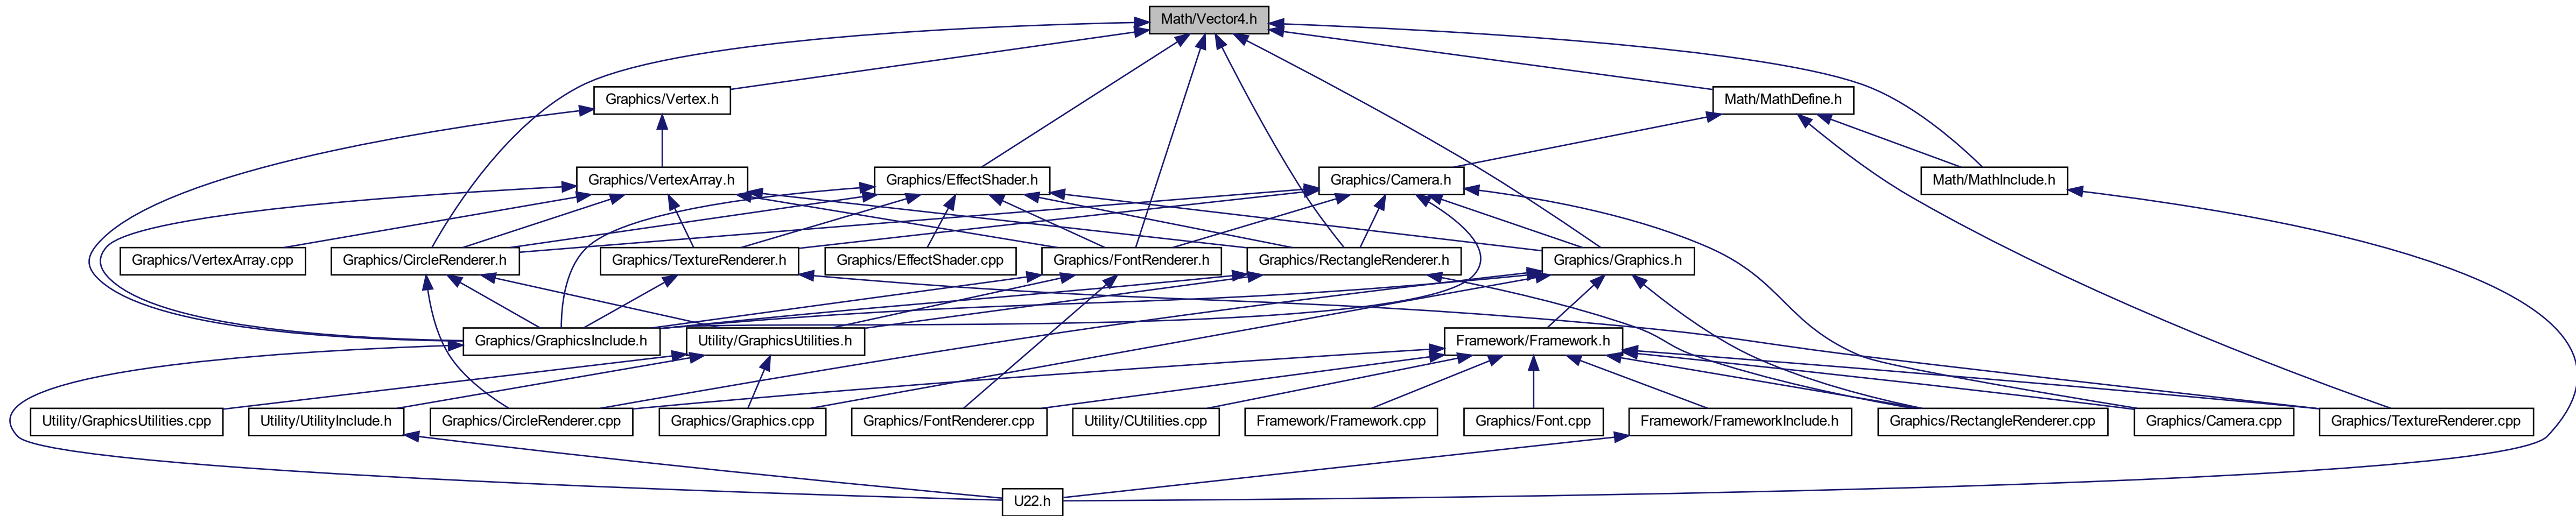 Math/Vector4.h
Graphics/Vertex.h
Math/MathDefine.h
Graphics/VertexArray.h
Graphics/EffectShader.h
Graphics/Camera.h
Math/MathInclude.h
Graphics/VertexArray.cpp
Graphics/CircleRenderer.h
Graphics/TextureRenderer.h
Graphics/EffectShader.cpp
Graphics/FontRenderer.h
Graphics/RectangleRenderer.h
Graphics/Graphics.h
Graphics/GraphicsInclude.h
Utility/GraphicsUtilities.h
Framework/Framework.h
Utility/GraphicsUtilities.cpp
Utility/UtilityInclude.h
Graphics/CircleRenderer.cpp
Graphics/Graphics.cpp
Graphics/FontRenderer.cpp
Utility/CUtilities.cpp
Framework/Framework.cpp
Graphics/Font.cpp
Framework/FrameworkInclude.h
Graphics/RectangleRenderer.cpp
Graphics/Camera.cpp
Graphics/TextureRenderer.cpp
U22.h